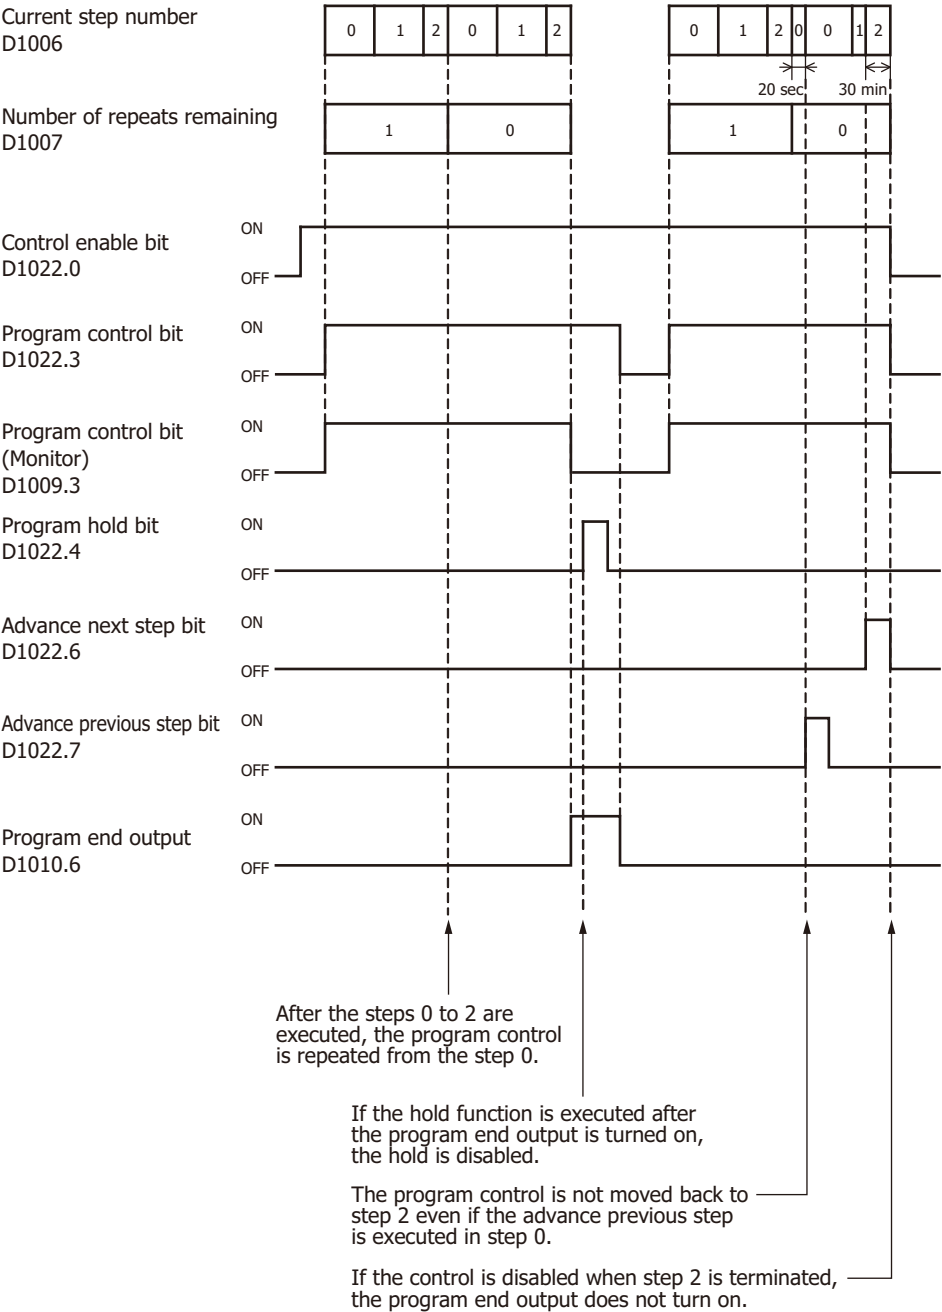 Current step number
D1006
0 1 2 0 1 2 0 1 2 0 0 1 2
20 sec 30 min
Number of repeats remaining
D1007
1 0 1 0
Control enable bit
D1022.0
ON
OFF
Program control bit
D1022.3
ON
OFF
Program control bit
(Monitor)
D1009.3
ON
OFF
Program hold bit
D1022.4
ON
OFF
Advance next step bit
D1022.6
ON
OFF
Advance previous step bit
D1022.7
ON
OFF
Program end output
D1010.6
ON
OFF
After the steps 0 to 2 are
executed, the program control
is repeated from the step 0.
If the hold function is executed after
the program end output is turned on,
the hold is disabled.
The program control is not moved back to
step 2 even if the advance previous step
is executed in step 0.
If the control is disabled when step 2 is terminated,
the program end output does not turn on.